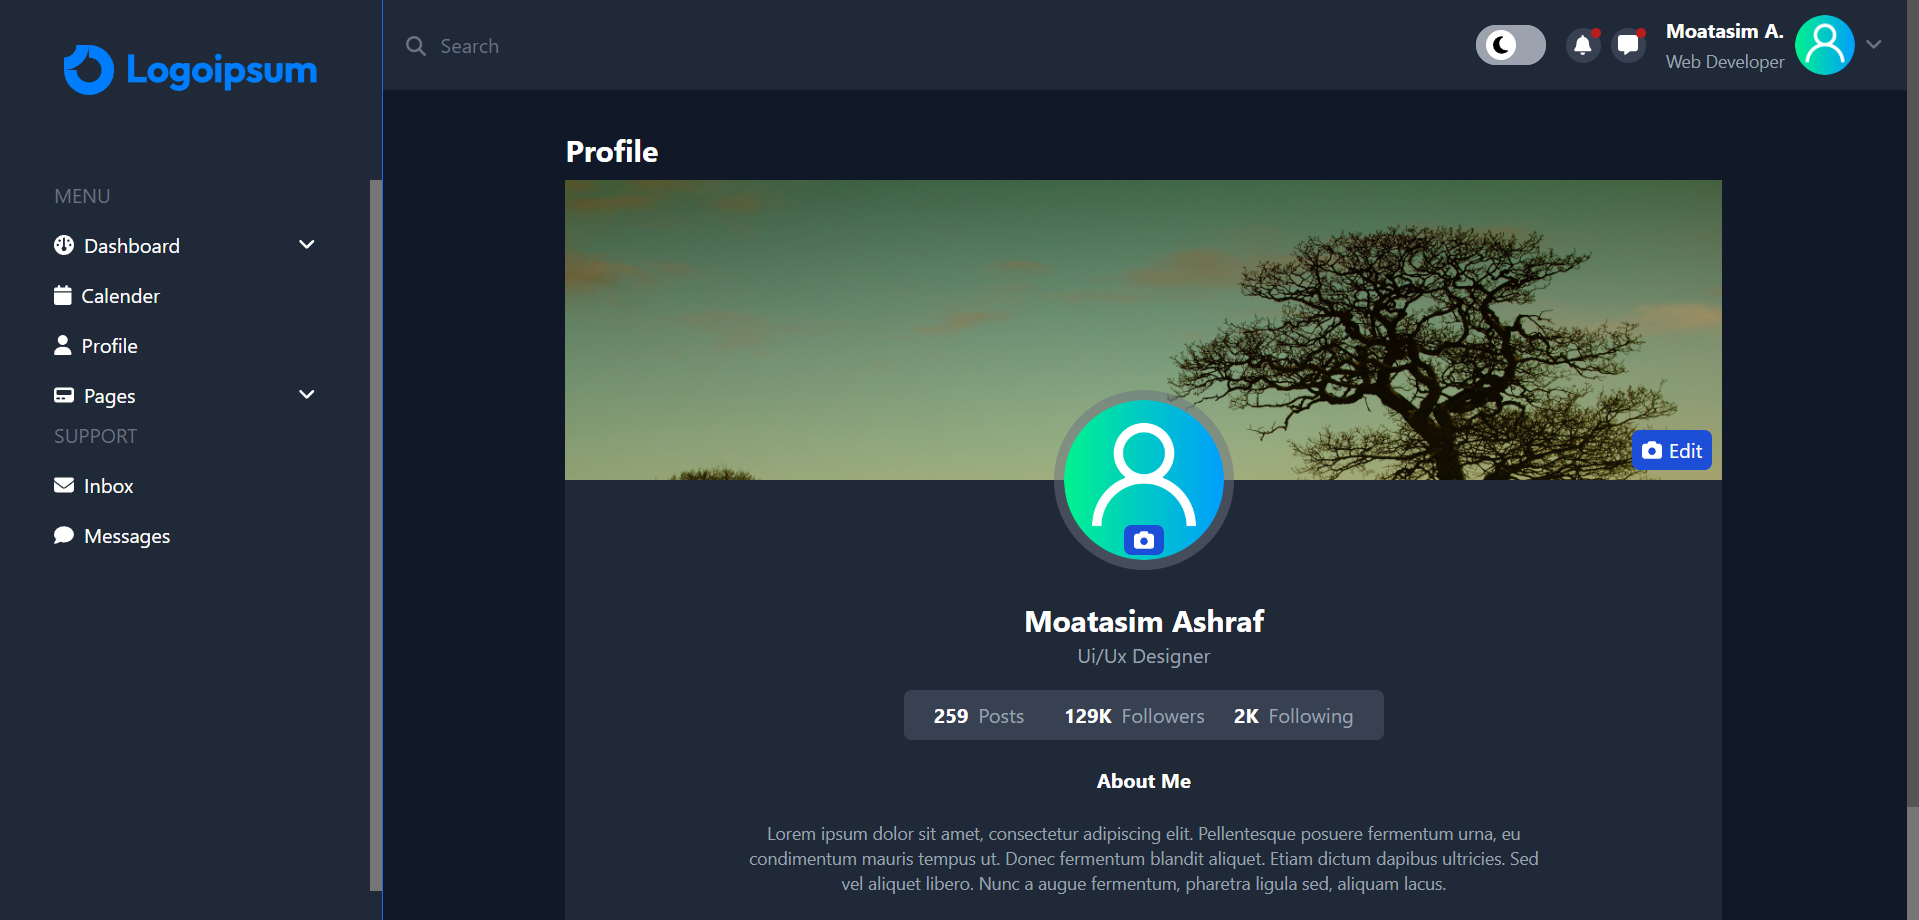 Logoipsum
Search
Moatasim A.
Web Developer
MENU
Dashboard
Calender
Profile
Pages
SUPPORT
Inbox
Messages
Profile
Edit
Moatasim Ashraf
Ui/Ux Designer
259 Posts 129K Followers 2K Following
About Me
Lorem ipsum dolor sit amet, consectetur adipiscing elit. Pellentesque posuere fermentum urna, eu
condimentum mauris tempus ut. Donec fermentum blandit aliquet. Etiam dictum dapibus ultricies. Sed
vel aliquet libero. Nunc a augue fermentum, pharetra ligula sed, aliquam lacus.